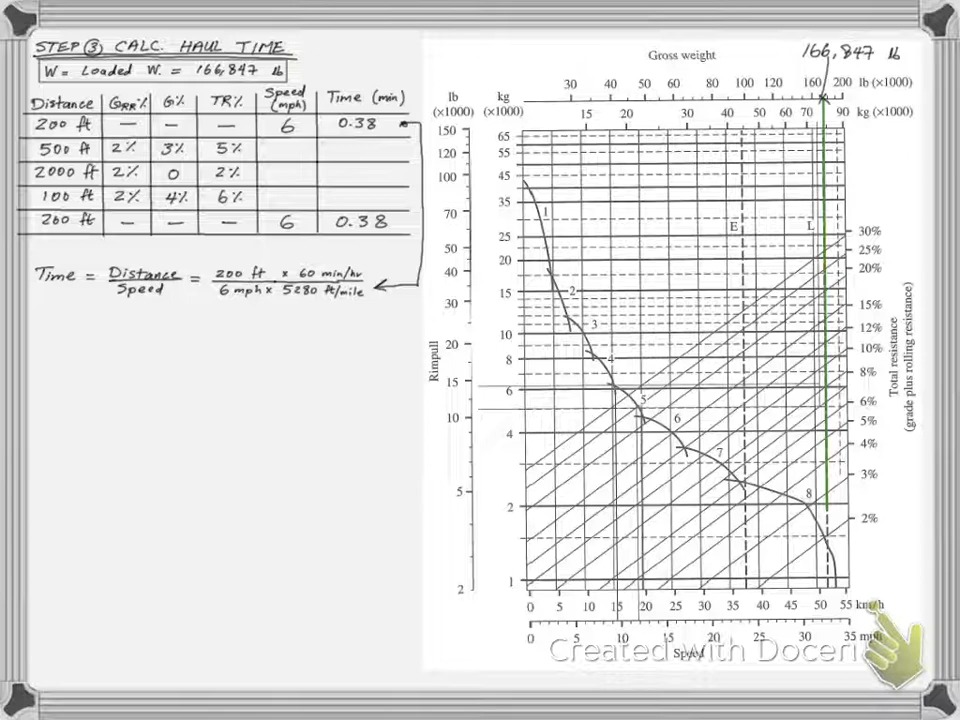 STEP ③ CALC. HAUL TIME
W = Loaded W. = 166,847 lb
Distance GRR% G% TR% Speed (mph) Time (min)
200 ft — — — 6 0.38
500 ft 2% 3% 5%
2000 ft 2% 0 2%
100 ft 2% 4% 6%
200 ft — — — 6 0.38
Time = Distance / Speed = 200 ft x 60 min/hr / 6 mph x 5280 ft/mile
166,847 lb
Gross weight
30 40 50 60 80 100 120 160 200 lb (×1000)
15 20 30 40 50 60 70 90 kg (×1000)
lb (×1000)
kg (×1000)
150 120 100 70 50 40 30 20 15 10 5 2
65 55 45 35 25 20 15 10 8 6 4 2 1
Rimpull
1 2 3 4 5 6 7 8
E L
30%
25%
20%
15%
12%
10%
8%
6%
5%
4%
3%
2%
Total resistance
(grade plus rolling resistance)
0 5 10 15 20 25 30 35 40 45 50 55 km/h
0 5 10 15 20 25 30 35 mph
Speed
Created With Doceri